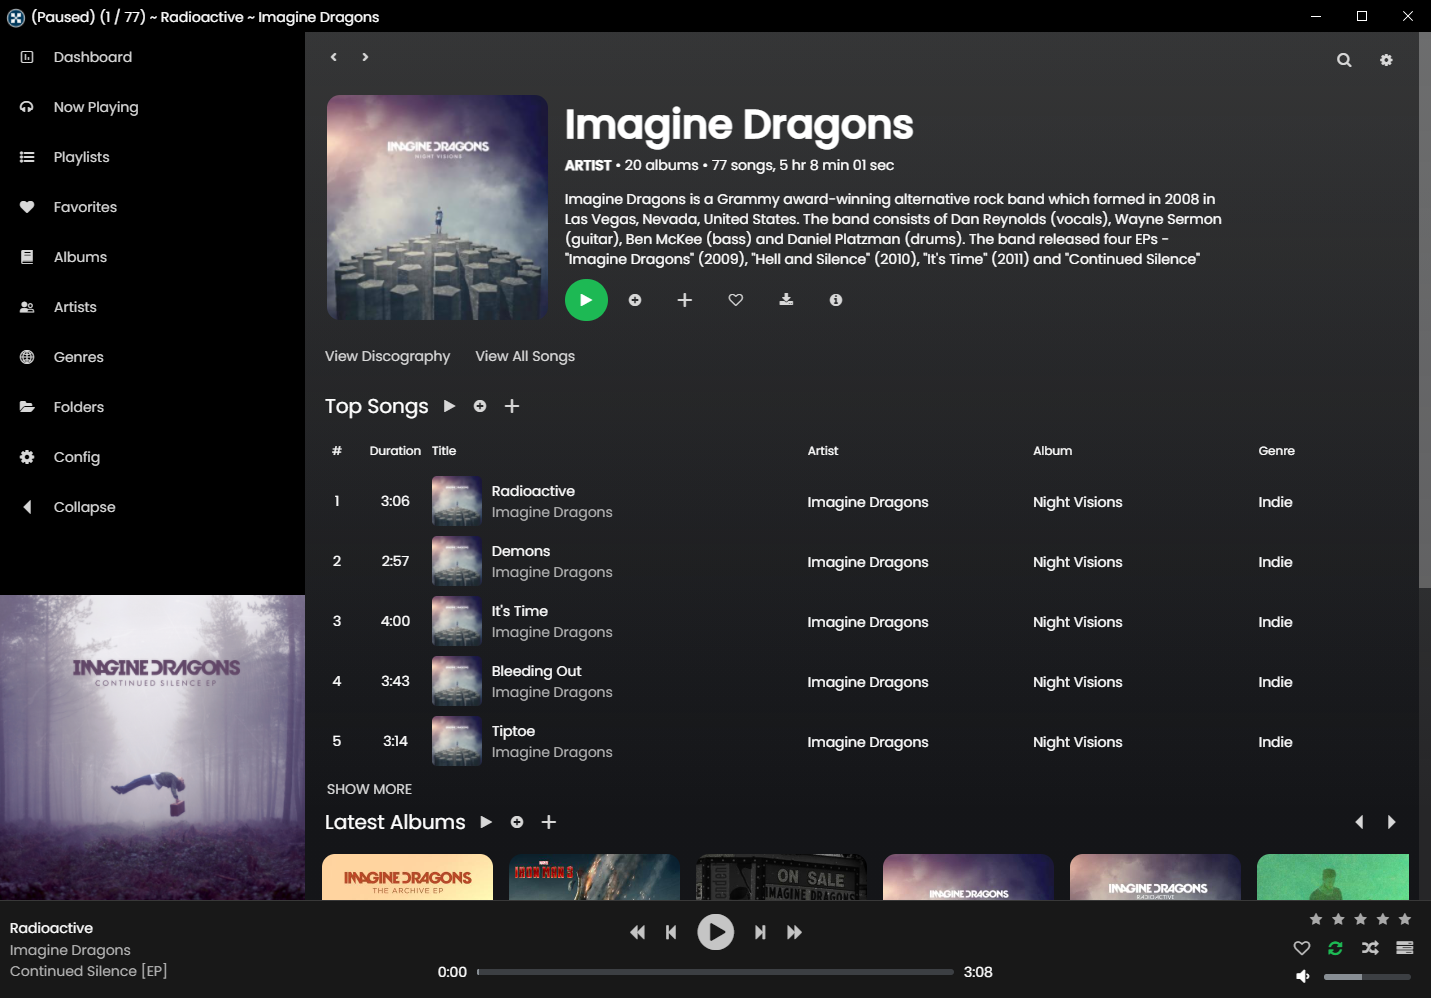 (Paused) (1 / 77) ~ Radioactive ~ Imagine Dragons
Dashboard
Now Playing
Playlists
Favorites
Albums
Artists
Genres
Folders
Config
Collapse
IMAGINE DRAGONS
CONTINUED SILENCE EP
IMAGINE DRAGONS
NIGHT VISIONS
Imagine Dragons
ARTIST • 20 albums • 77 songs, 5 hr 8 min 01 sec
Imagine Dragons is a Grammy award-winning alternative rock band which formed in 2008 in
Las Vegas, Nevada, United States. The band consists of Dan Reynolds (vocals), Wayne Sermon
(guitar), Ben McKee (bass) and Daniel Platzman (drums). The band released four EPs -
"Imagine Dragons" (2009), "Hell and Silence" (2010), "It's Time" (2011) and "Continued Silence"
View Discography View All Songs
Top Songs
# Duration Title Artist Album Genre
1 3:06 Radioactive Imagine Dragons Night Visions Indie
Imagine Dragons
2 2:57 Demons Imagine Dragons Night Visions Indie
Imagine Dragons
3 4:00 It's Time Imagine Dragons Night Visions Indie
Imagine Dragons
4 3:43 Bleeding Out Imagine Dragons Night Visions Indie
Imagine Dragons
5 3:14 Tiptoe Imagine Dragons Night Visions Indie
Imagine Dragons
SHOW MORE
Latest Albums
IMAGINE DRAGONS
THE ARCHIVE EP
MARVEL
IRON MAN 3
ON SALE
IMAGINE DRAGONS
IMAGINE DRAGONS
IMAGINE DRAGONS
RADIOACTIVE
Radioactive
Imagine Dragons
Continued Silence [EP]
0:00 3:08